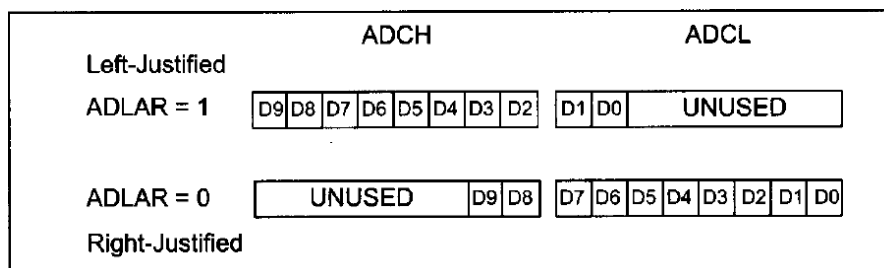 ADCH ADCL
Left-Justified
ADLAR = 1 D9 D8 D7 D6 D5 D4 D3 D2 D1 D0 UNUSED
ADLAR = 0 UNUSED D9 D8 D7 D6 D5 D4 D3 D2 D1 D0
Right-Justified